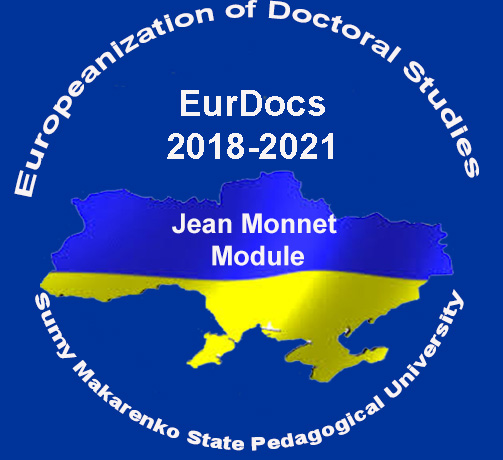 Europeanization of Doctoral Studies
EurDocs
2018-2021
Jean Monnet
Module
Sumy Makarenko State Pedagogical University